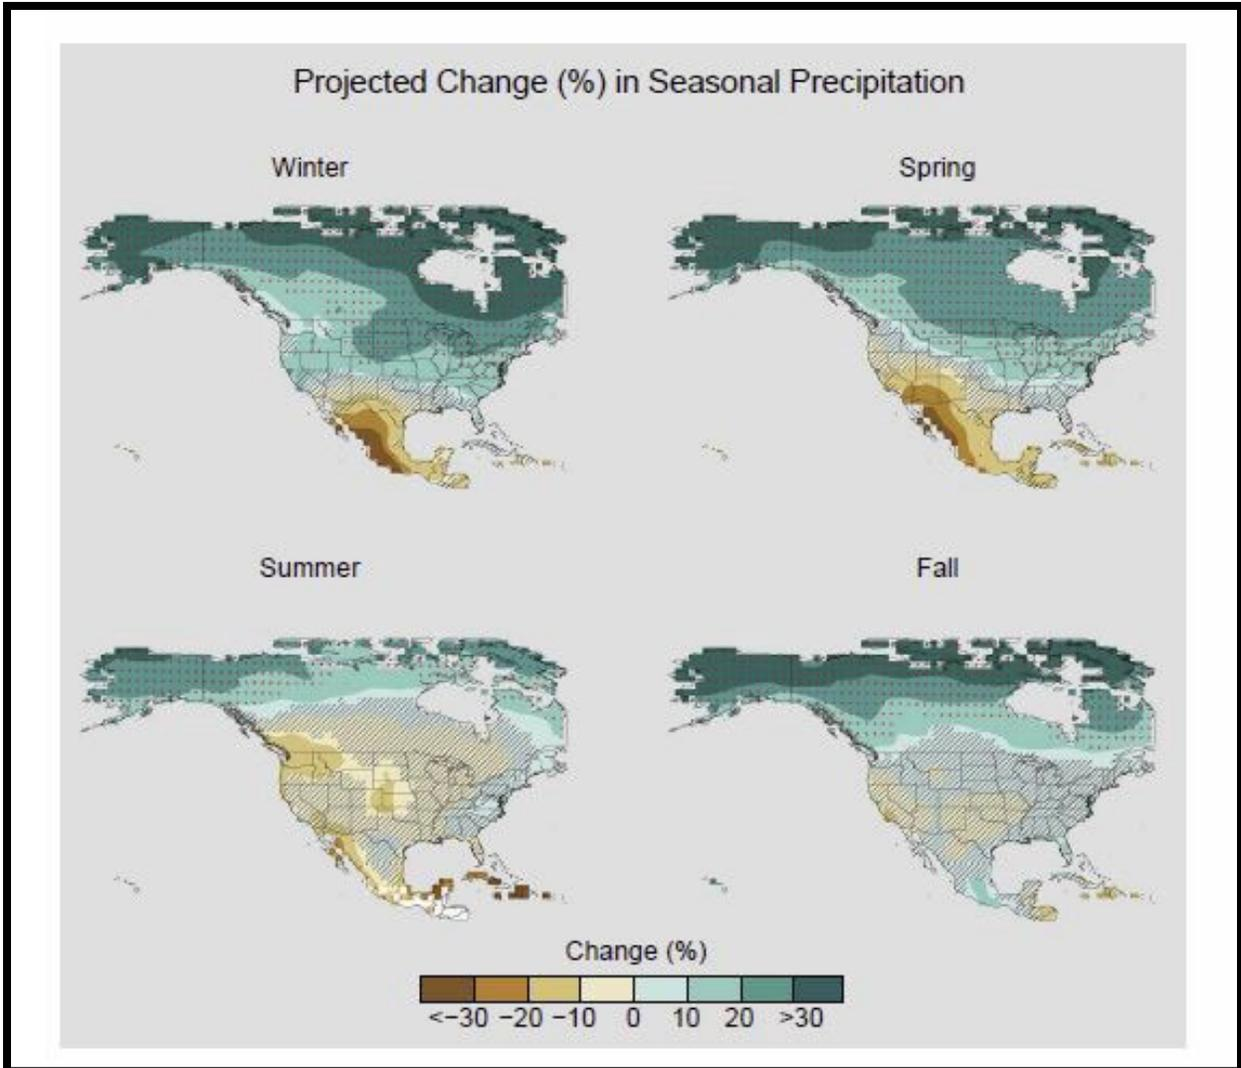 Projected Change (%) in Seasonal Precipitation
Winter
Spring
Summer
Fall
Change (%)
<−30 −20 −10 0 10 20 >30